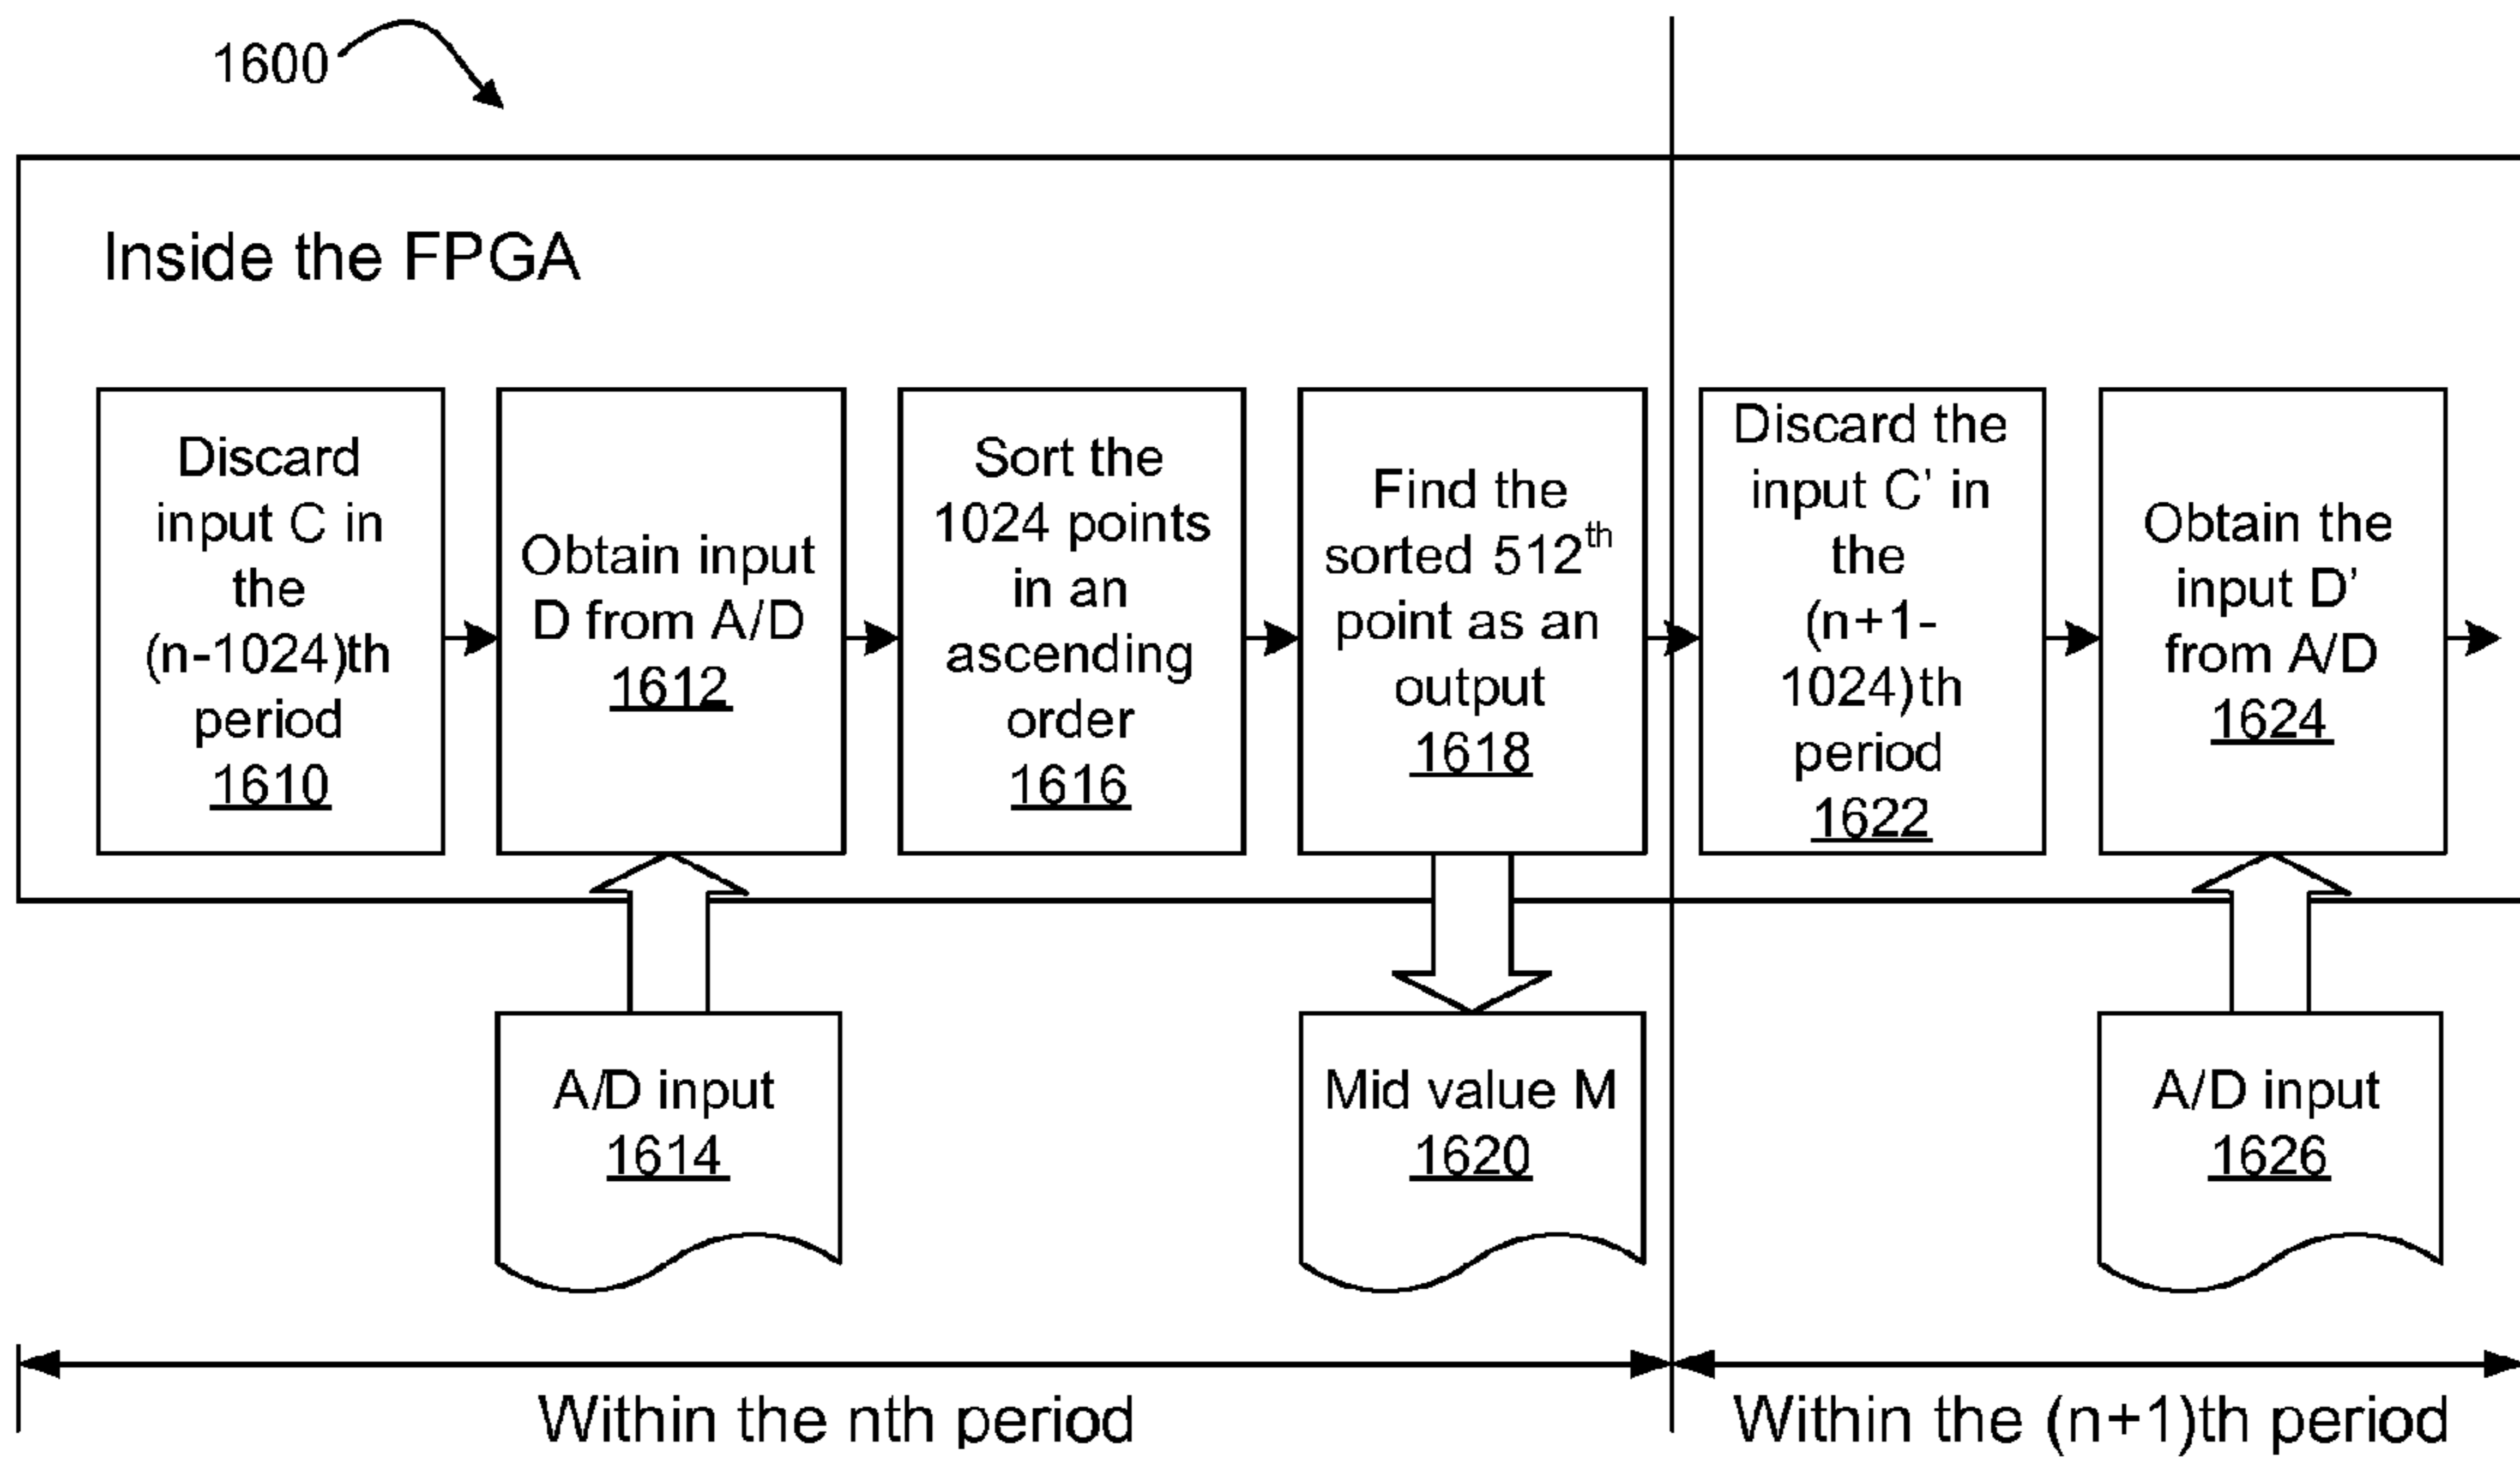 1600
Inside the FPGA
Discard
input C in
the
(n-1024)th
period
1610
Obtain input
D from A/D
1612
Sort the
1024 points
in an
ascending
order
1616
Find the
sorted 512th
point as an
output
1618
Discard the
input C' in
the
(n+1-
1024)th
period
1622
Obtain the
input D'
from A/D
1624
A/D input
1614
Mid value M
1620
A/D input
1626
Within the nth period
Within the (n+1)th period